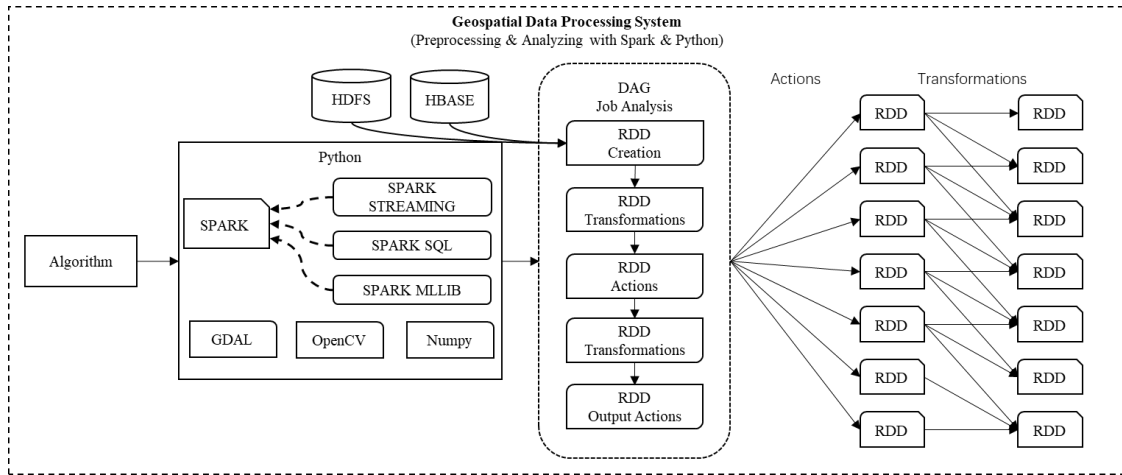 Geospatial Data Processing System
(Preprocessing & Analyzing with Spark & Python)
HDFS
HBASE
Python
SPARK
SPARK
STREAMING
SPARK SQL
SPARK MLLIB
GDAL
OpenCV
Numpy
Algorithm
DAG
Job Analysis
RDD
Creation
RDD
Transformations
RDD
Actions
RDD
Transformations
RDD
Output Actions
Actions
Transformations
RDD
RDD
RDD
RDD
RDD
RDD
RDD
RDD
RDD
RDD
RDD
RDD
RDD
RDD